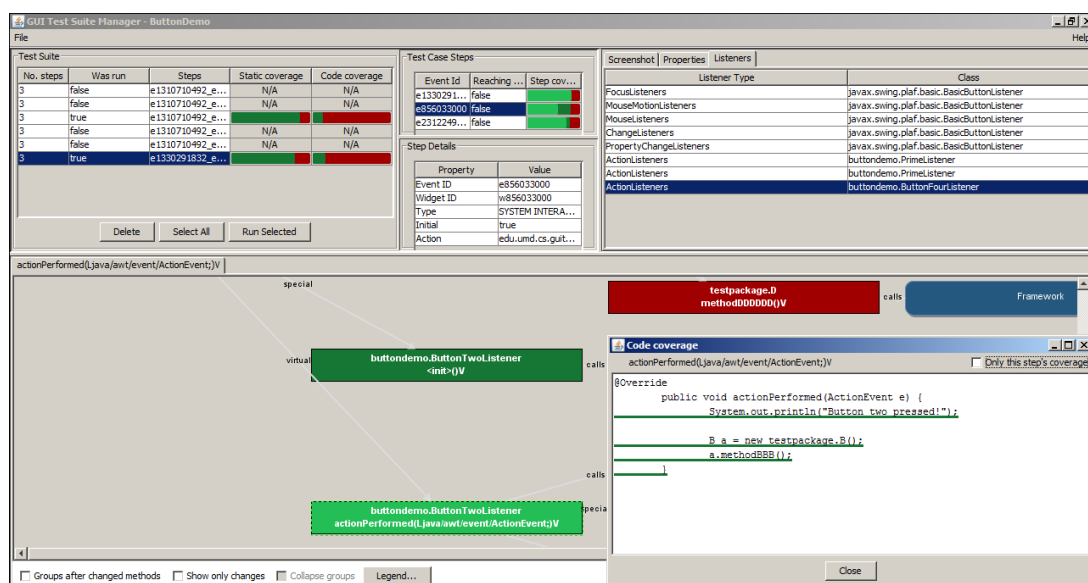 GUI Test Suite Manager - ButtonDemo
File
Help
Test Suite
No. steps Was run Steps Static coverage Code coverage
3 false e1310710492_e... N/A N/A
3 false e1310710492_e... N/A N/A
3 true e1310710492_e...
3 false e1310710492_e... N/A N/A
3 false e1310710492_e... N/A N/A
3 true e1330291832_e...
Delete Select All Run Selected
Test Case Steps
Event Id Reaching ... Step cov...
e1330291... false
e856033000 false
e2312249... false
Step Details
Property Value
Event ID e856033000
Widget ID w856033000
Type SYSTEM INTERA...
Initial true
Action edu.umd.cs.guit...
Screenshot Properties Listeners
Listener Type Class
FocusListeners javax.swing.plaf.basic.BasicButtonListener
MouseMotionListeners javax.swing.plaf.basic.BasicButtonListener
MouseListeners javax.swing.plaf.basic.BasicButtonListener
ChangeListeners javax.swing.plaf.basic.BasicButtonListener
PropertyChangeListeners javax.swing.plaf.basic.BasicButtonListener
ActionListeners buttondemo.PrimeListener
ActionListeners buttondemo.PrimeListener
ActionListeners buttondemo.ButtonFourListener
actionPerformed(Ljava/awt/event/ActionEvent;)V
special
testpackage.D
methodDDDDDD()V
calls
Framework
virtual
buttondemo.ButtonTwoListener
<init>()V
calls
calls
buttondemo.ButtonTwoListener
actionPerformed(Ljava/awt/event/ActionEvent;)V
specia
Code coverage
actionPerformed(Ljava/awt/event/ActionEvent;)V
Only this step's coverage
@Override
public void actionPerformed(ActionEvent e) {
System.out.println("Button two pressed!");
B a = new testpackage.B();
a.methodBBB();
}
Close
Groups after changed methods Show only changes Collapse groups Legend...